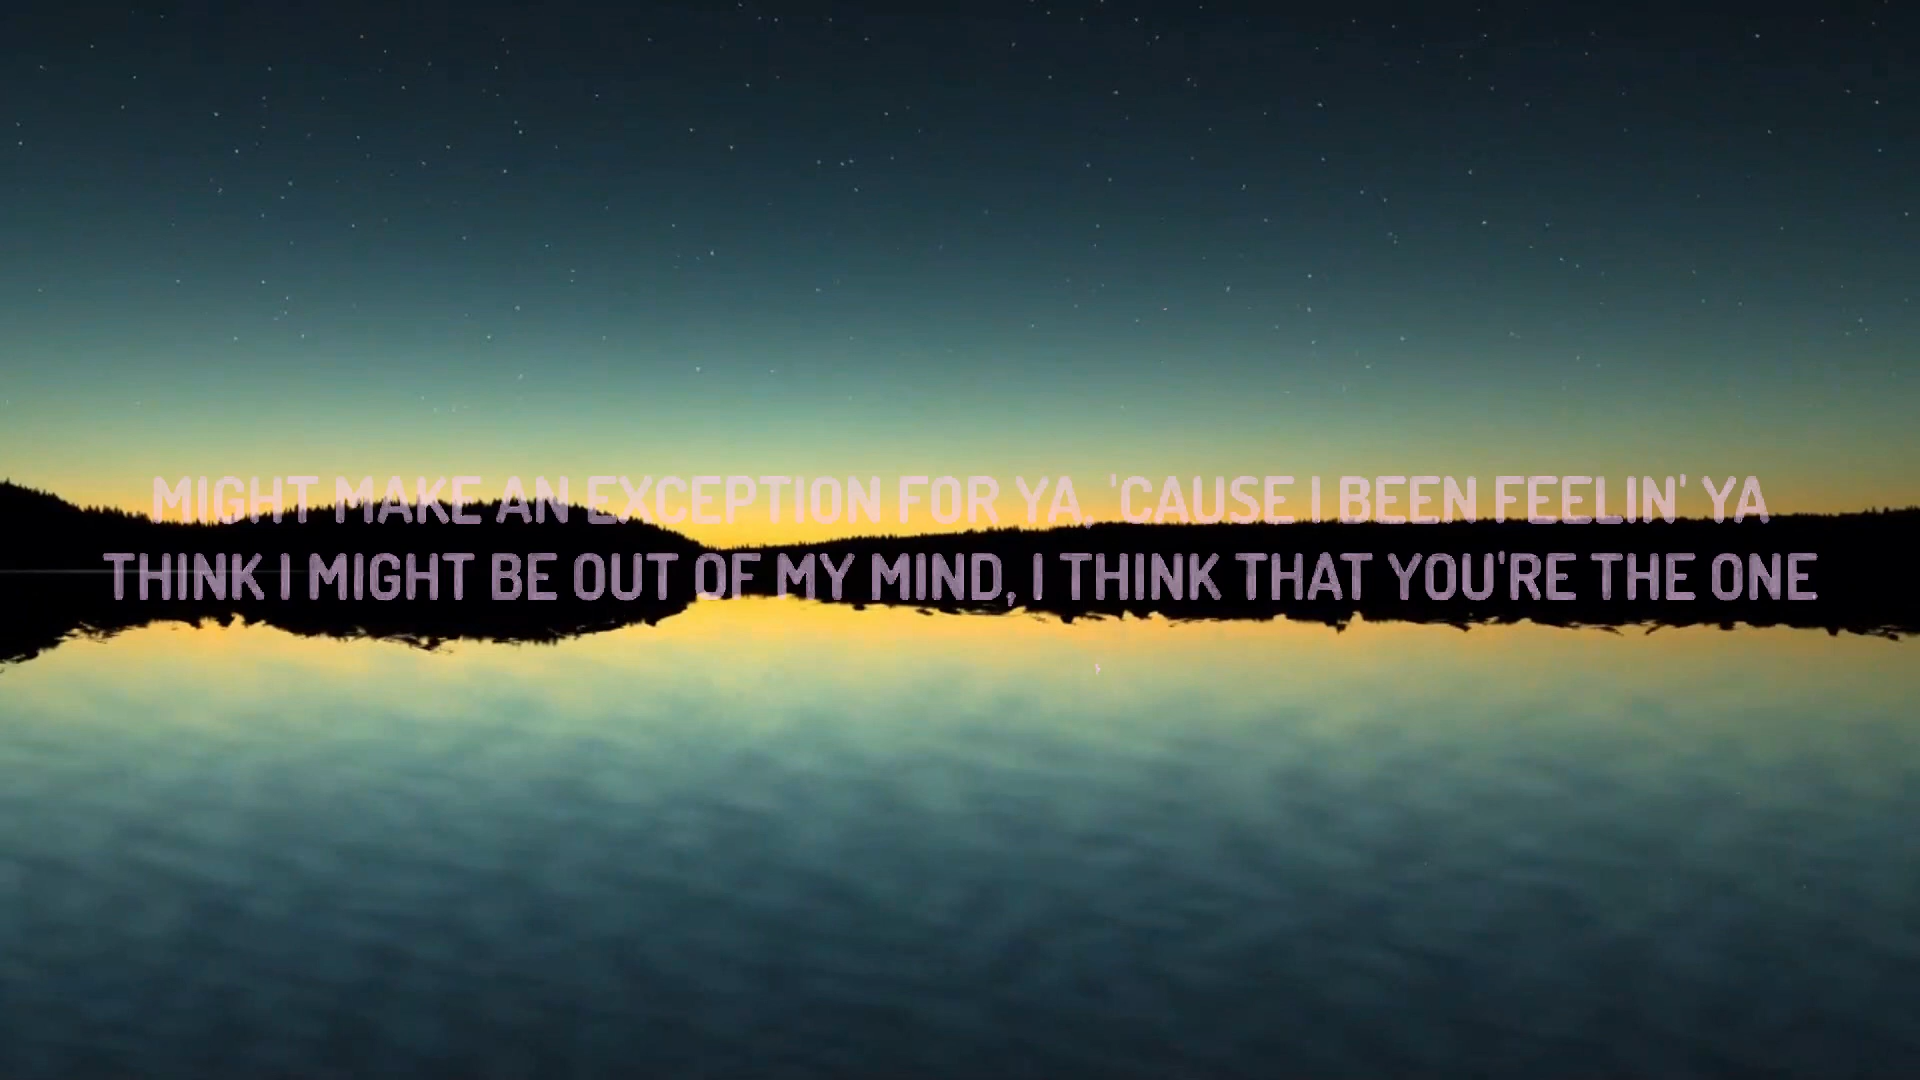 MIGHT MAKE AN EXCEPTION FOR YA, 'CAUSE I BEEN FEELIN' YA
THINK I MIGHT BE OUT OF MY MIND, I THINK THAT YOU'RE THE ONE